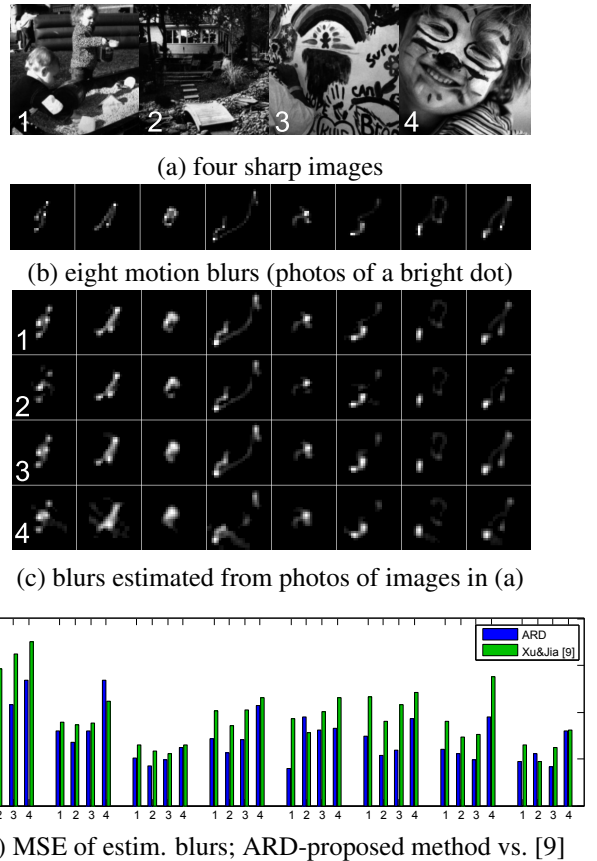 1 2 3 4
(a) four sharp images
(b) eight motion blurs (photos of a bright dot)
1
2
3
4
(c) blurs estimated from photos of images in (a)
ARD
Xu&Jia [9]
2 3 4 1 2 3 4 1 2 3 4 1 2 3 4 1 2 3 4 1 2 3 4 1 2 3 4 1 2 3 4
) MSE of estim. blurs; ARD-proposed method vs. [9]